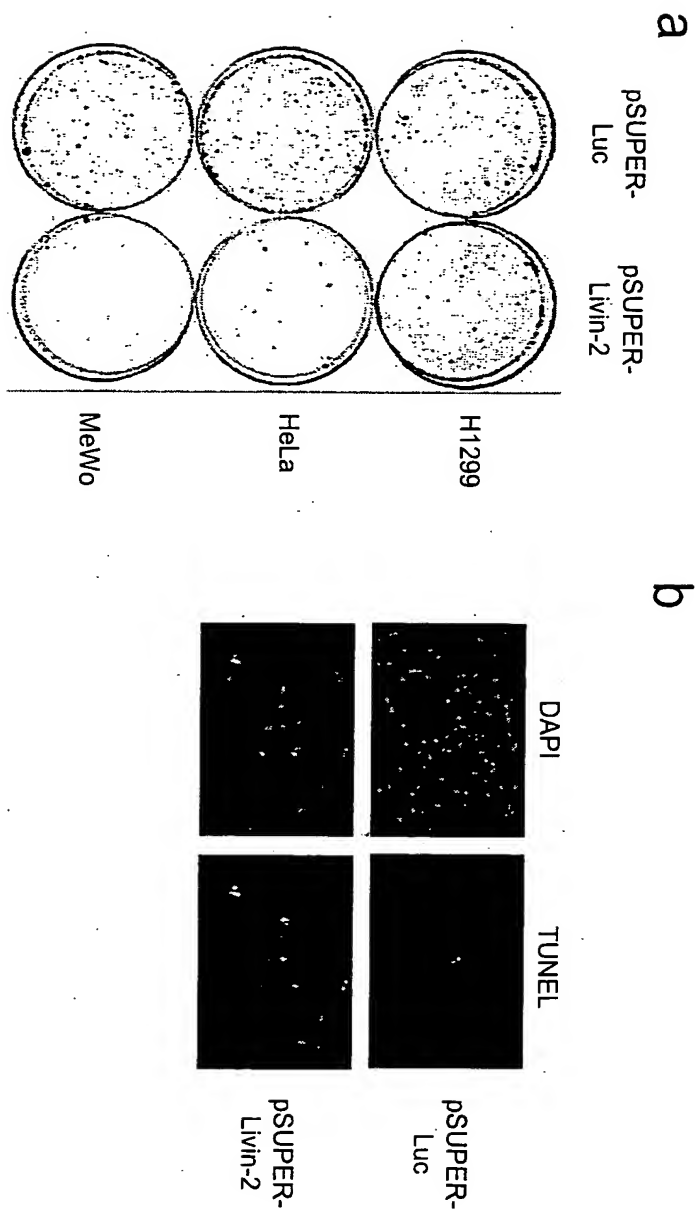 a
pSUPER-
Luc
pSUPER-
Livin-2
H1299
HeLa
MeWo
b
DAPI
TUNEL
pSUPER-
Luc
pSUPER-
Livin-2